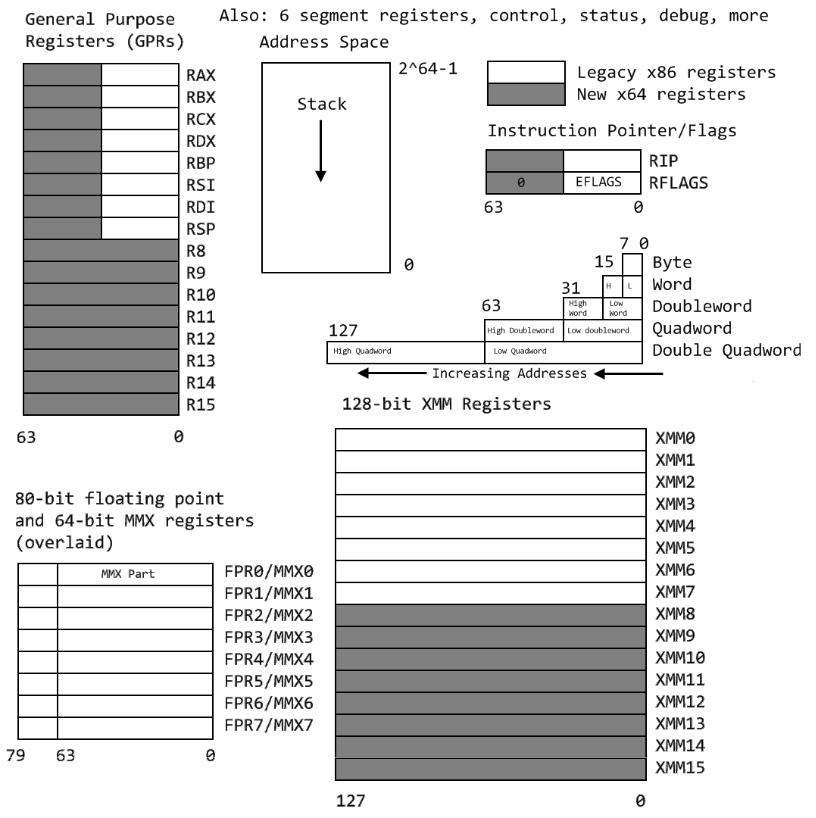 General Purpose
Registers (GPRs)
Also: 6 segment registers, control, status, debug, more
Address Space
RAX
RBX
RCX
RDX
RBP
RSI
RDI
RSP
R8
R9
R10
R11
R12
R13
R14
R15
63 0
2^64-1
Stack
0
Legacy x86 registers
New x64 registers
Instruction Pointer/Flags
RIP
0 EFLAGS RFLAGS
63 0
7 0
Byte
15
H L Word
31
High Word Low Word Doubleword
63
High Doubleword Low doubleword Quadword
127
High Quadword Low Quadword Double Quadword
Increasing Addresses
80-bit floating point
and 64-bit MMX registers
(overlaid)
MMX Part FPR0/MMX0
FPR1/MMX1
FPR2/MMX2
FPR3/MMX3
FPR4/MMX4
FPR5/MMX5
FPR6/MMX6
FPR7/MMX7
79 63 0
128-bit XMM Registers
XMM0
XMM1
XMM2
XMM3
XMM4
XMM5
XMM6
XMM7
XMM8
XMM9
XMM10
XMM11
XMM12
XMM13
XMM14
XMM15
127 0